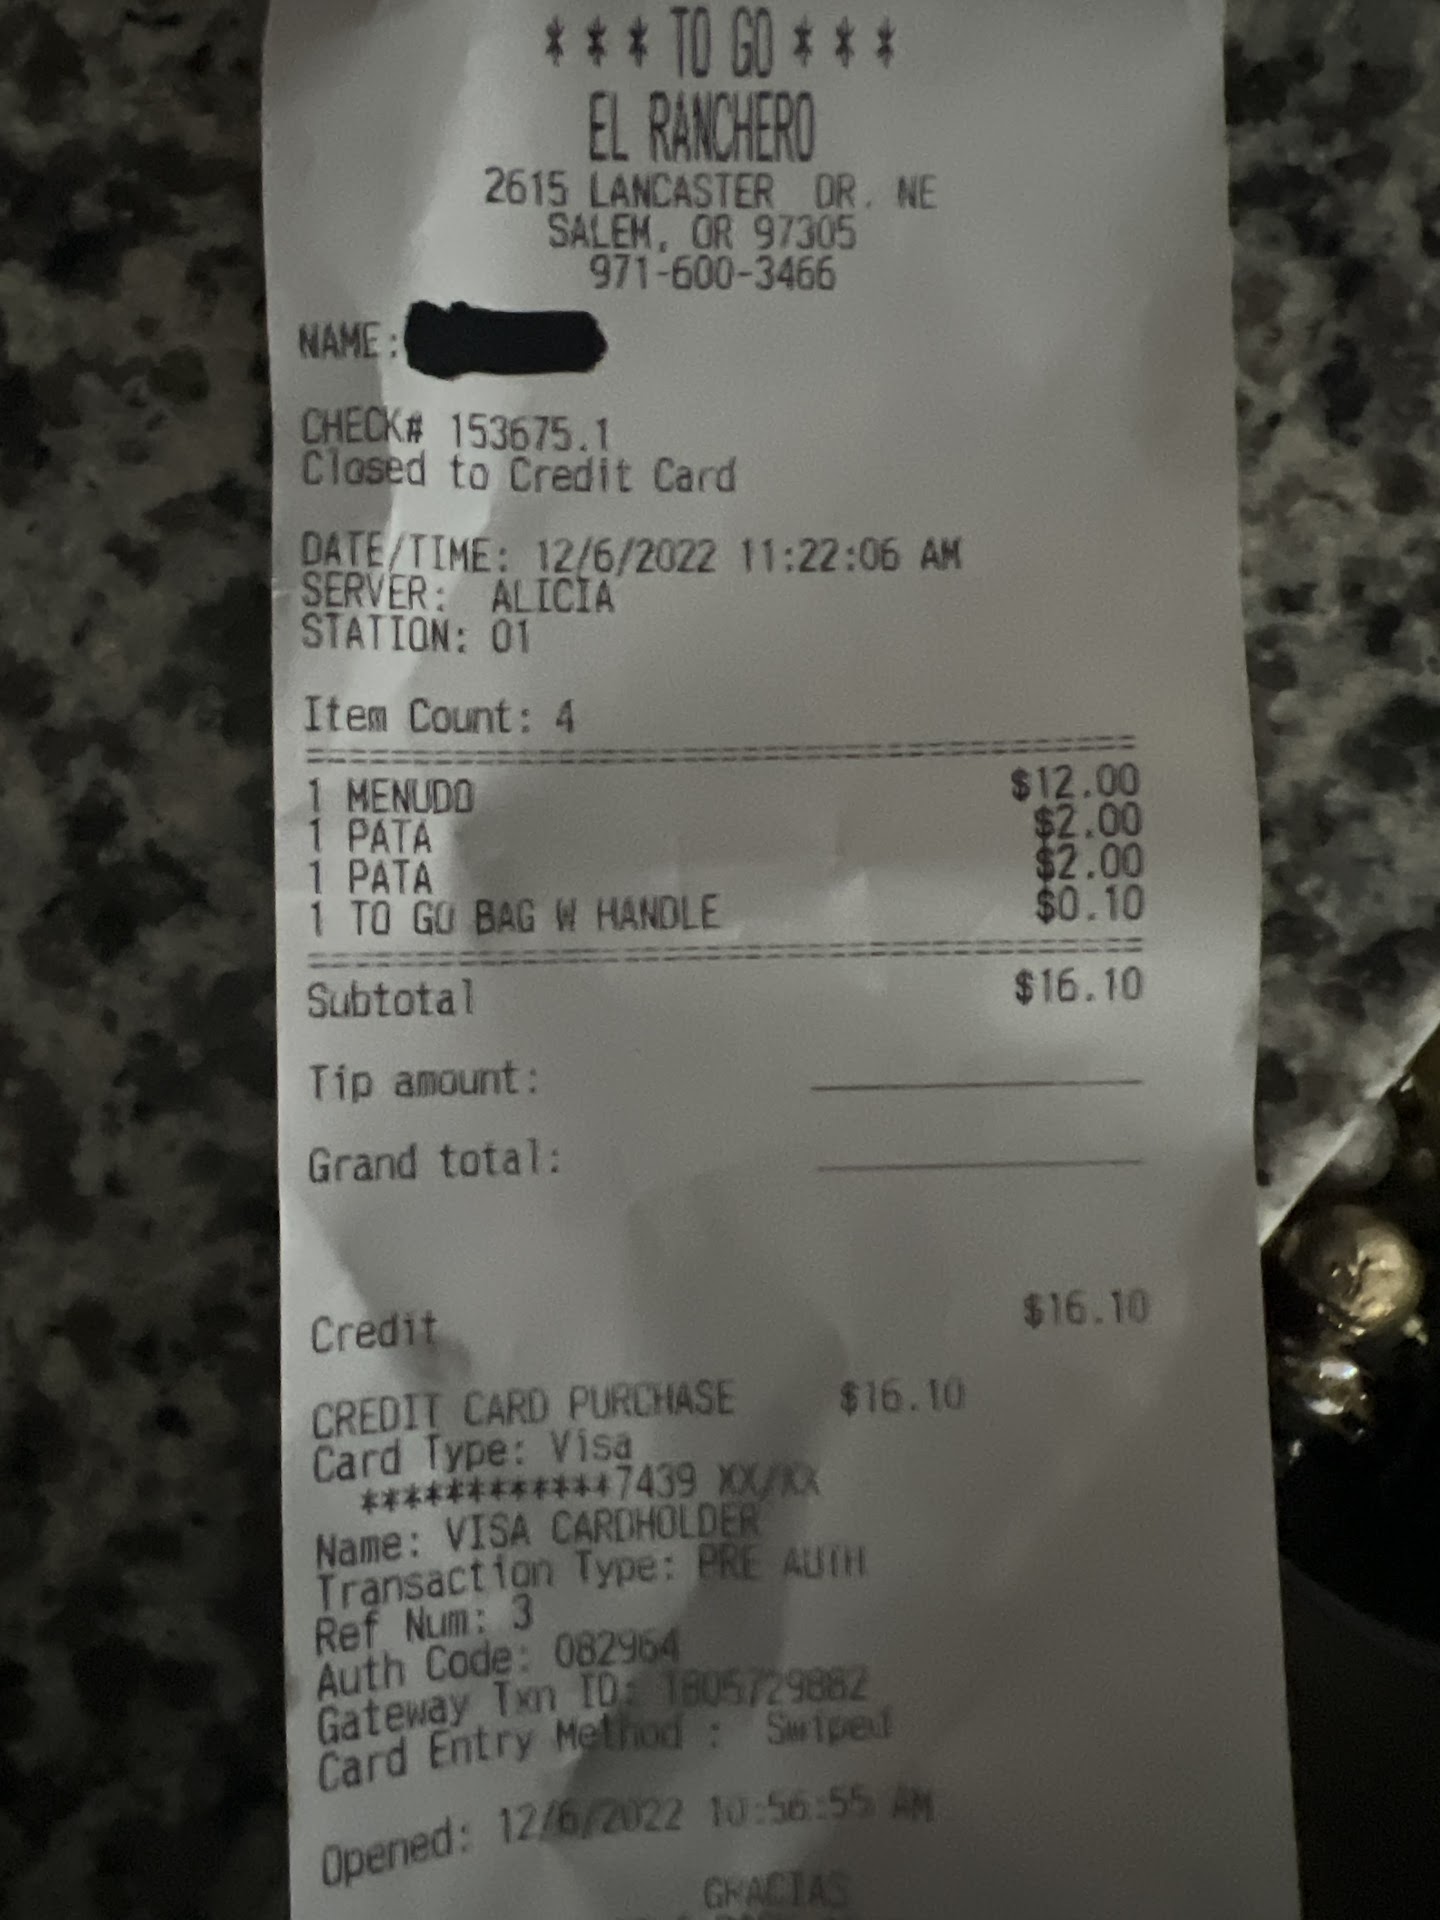 * * * TO GO * * *
EL RANCHERO
2615 LANCASTER DR. NE
SALEM, OR 97305
971-600-3466
NAME:
CHECK# 153675.1
Closed to Credit Card
DATE/TIME: 12/6/2022 11:22:06 AM
SERVER: ALICIA
STATION: 01
Item Count: 4
1 MENUDO $12.00
1 PATA $2.00
1 PATA $2.00
1 TO GO BAG W HANDLE $0.10
Subtotal $16.10
Tip amount:
Grand total:
Credit $16.10
CREDIT CARD PURCHASE $16.10
Card Type: Visa
************7439 XX/XX
Name: VISA CARDHOLDER
Transaction Type: PRE AUTH
Ref Num: 3
Auth Code: 082964
Gateway Txn ID: 1805729882
Card Entry Method : Swiped
Opened: 12/6/2022 10:56:55 AM
GRACIAS